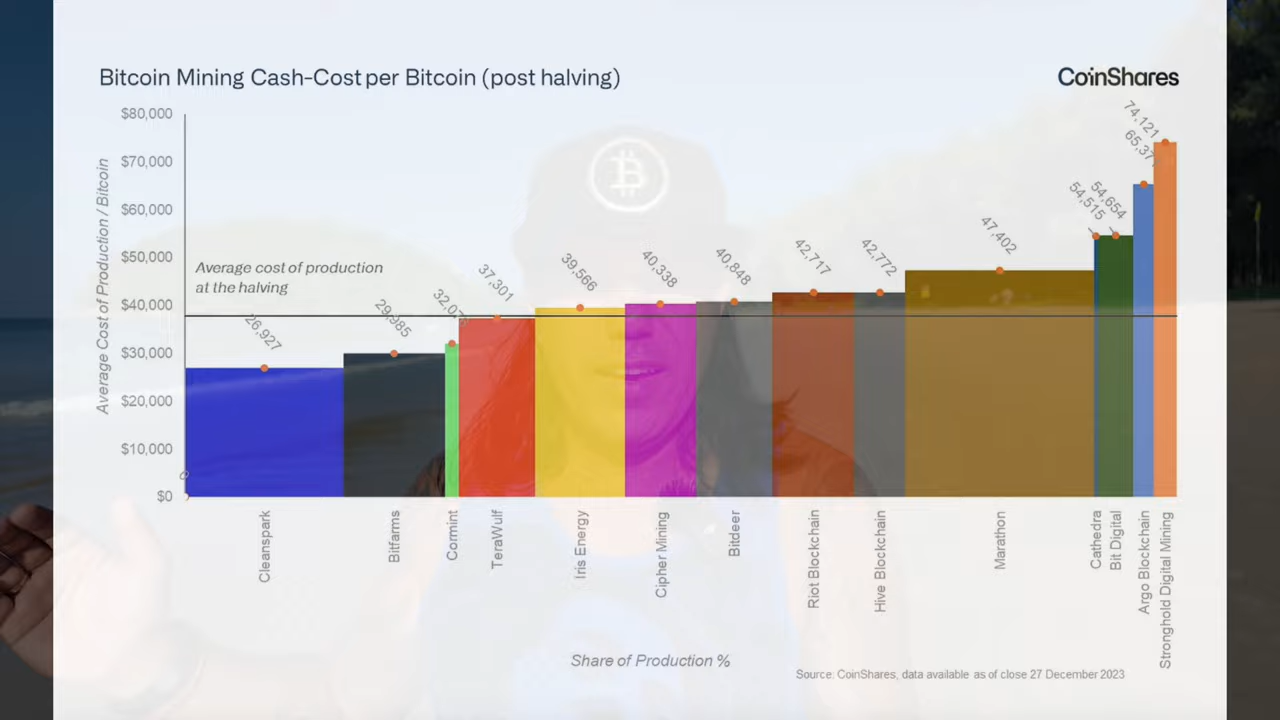 Bitcoin Mining Cash-Cost per Bitcoin (post halving)
CoinShares
Average Cost of Production / Bitcoin
$80,000
$70,000
$60,000
$50,000
$40,000
$30,000
$20,000
$10,000
$0
Average cost of production
at the halving
26,927
29,985
37,301
39,566
40,338
40,848
42,717
42,772
47,402
54,515
54,654
74,121
Cleanspark
Bitfarms
Cormint
TeraWulf
Iris Energy
Cipher Mining
Bitdeer
Riot Blockchain
Hive Blockchain
Marathon
Cathedra
Bit Digital
Argo Blockchain
Stronghold Digital Mining
Share of Production %
Source: CoinShares, data available as of close 27 December 2023